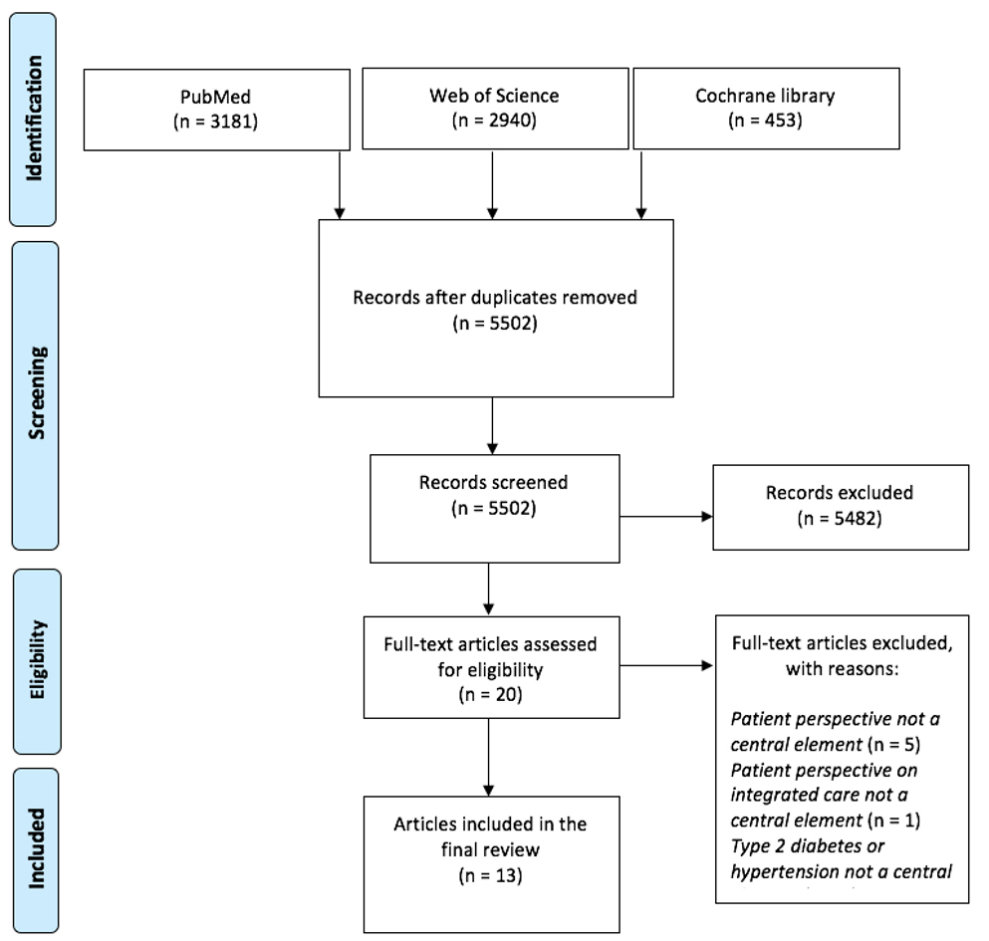 Identification
PubMed
(n = 3181)
Web of Science
(n = 2940)
Cochrane library
(n = 453)
Screening
Records after duplicates removed
(n = 5502)
Records screened
(n = 5502)
Records excluded
(n = 5482)
Eligibility
Full-text articles assessed
for eligibility
(n = 20)
Full-text articles excluded,
with reasons:
Patient perspective not a
central element (n = 5)
Patient perspective on
integrated care not a
central element (n = 1)
Type 2 diabetes or
hypertension not a central
Included
Articles included in the
final review
(n = 13)